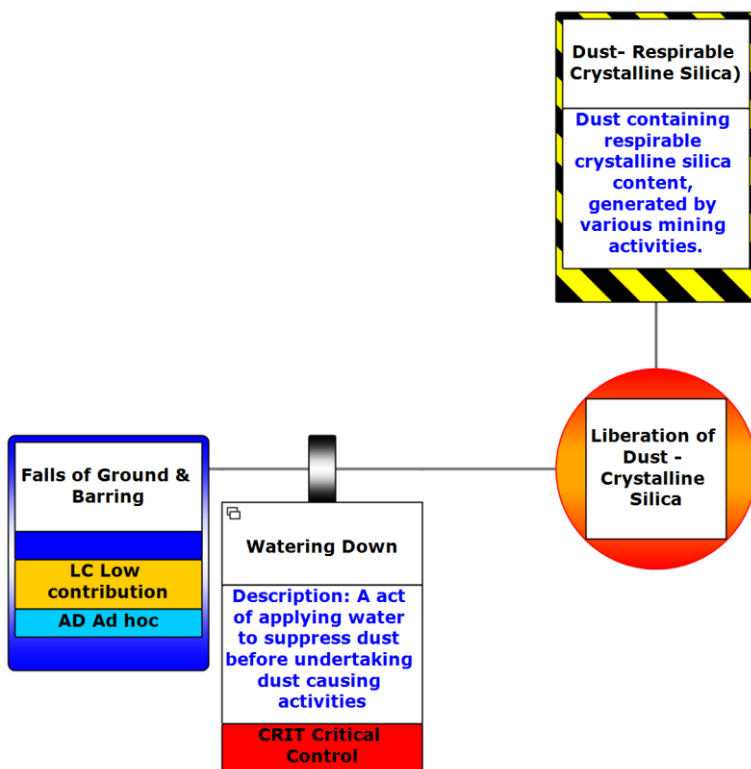 Dust- Respirable
Crystalline Silica)
Dust containing
respirable
crystalline silica
content,
generated by
various mining
activities.
Liberation of
Dust -
Crystalline
Silica
Falls of Ground &
Barring
LC Low
contribution
AD Ad hoc
Watering Down
Description: A act
of applying water
to suppress dust
before undertaking
dust causing
activities
CRIT Critical
Control